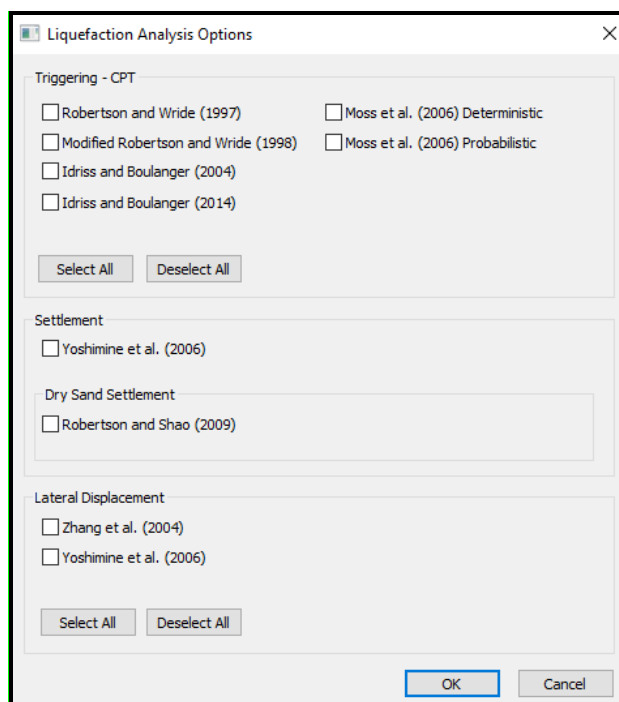 Liquefaction Analysis Options
Triggering - CPT
Robertson and Wride (1997)
Moss et al. (2006) Deterministic
Modified Robertson and Wride (1998)
Moss et al. (2006) Probabilistic
Idriss and Boulanger (2004)
Idriss and Boulanger (2014)
Select All
Deselect All
Settlement
Yoshimine et al. (2006)
Dry Sand Settlement
Robertson and Shao (2009)
Lateral Displacement
Zhang et al. (2004)
Yoshimine et al. (2006)
Select All
Deselect All
OK
Cancel